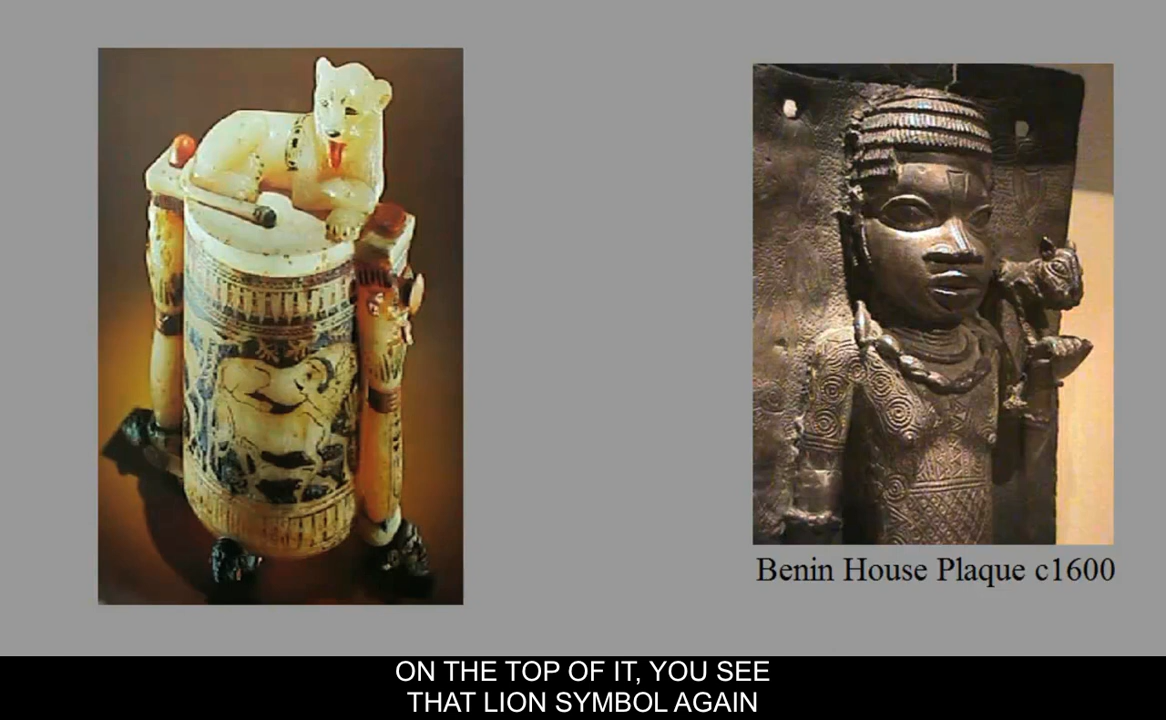 Benin House Plaque c1600
ON THE TOP OF IT, YOU SEE
THAT LION SYMBOL AGAIN